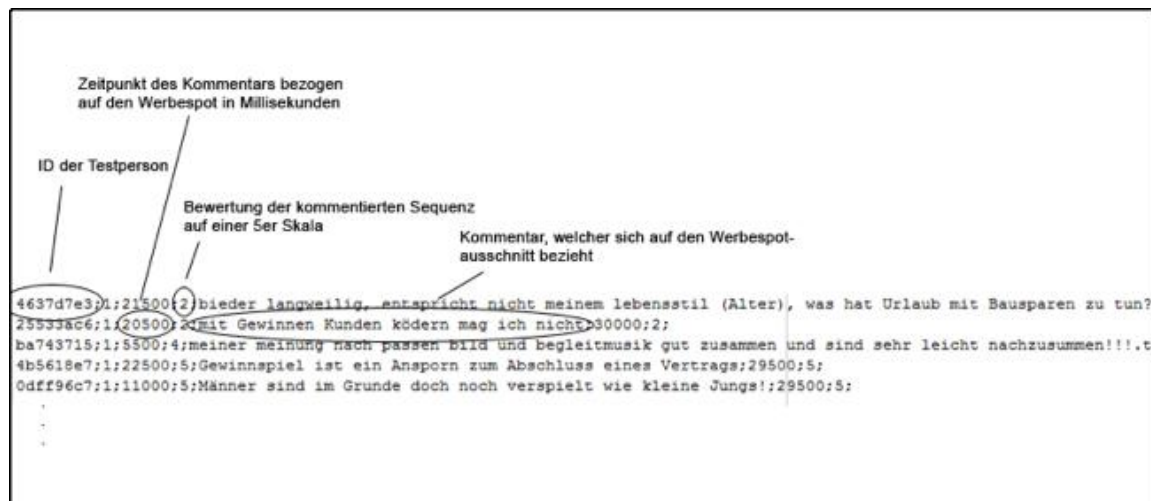 Zeitpunkt des Kommentars bezogen
auf den Werbespot in Millisekunden
ID der Testperson
Bewertung der kommentierten Sequenz
auf einer 5er Skala
Kommentar, welcher sich auf den Werbespot-
ausschnitt bezieht
4637d7e3;1;21500;2;bieder langweilig, entspricht nicht meinem lebensstil (Alter), was hat Urlaub mit Bausparen zu tun?
25533ac6;1;20500;2;mit Gewinnen Kunden ködern mag ich nicht;30000;2;
ba743715;1;5500;4;meiner meinung nach passen bild und begleitmusik gut zusammen und sind sehr leicht nachzusummen!!!.t
4b5618e7;1;22500;5;Gewinnspiel ist ein Ansporn zum Abschluss eines Vertrags;29500;5;
0dff96c7;1;11000;5;Männer sind im Grunde doch noch verspielt wie kleine Jungs!;29500;5;